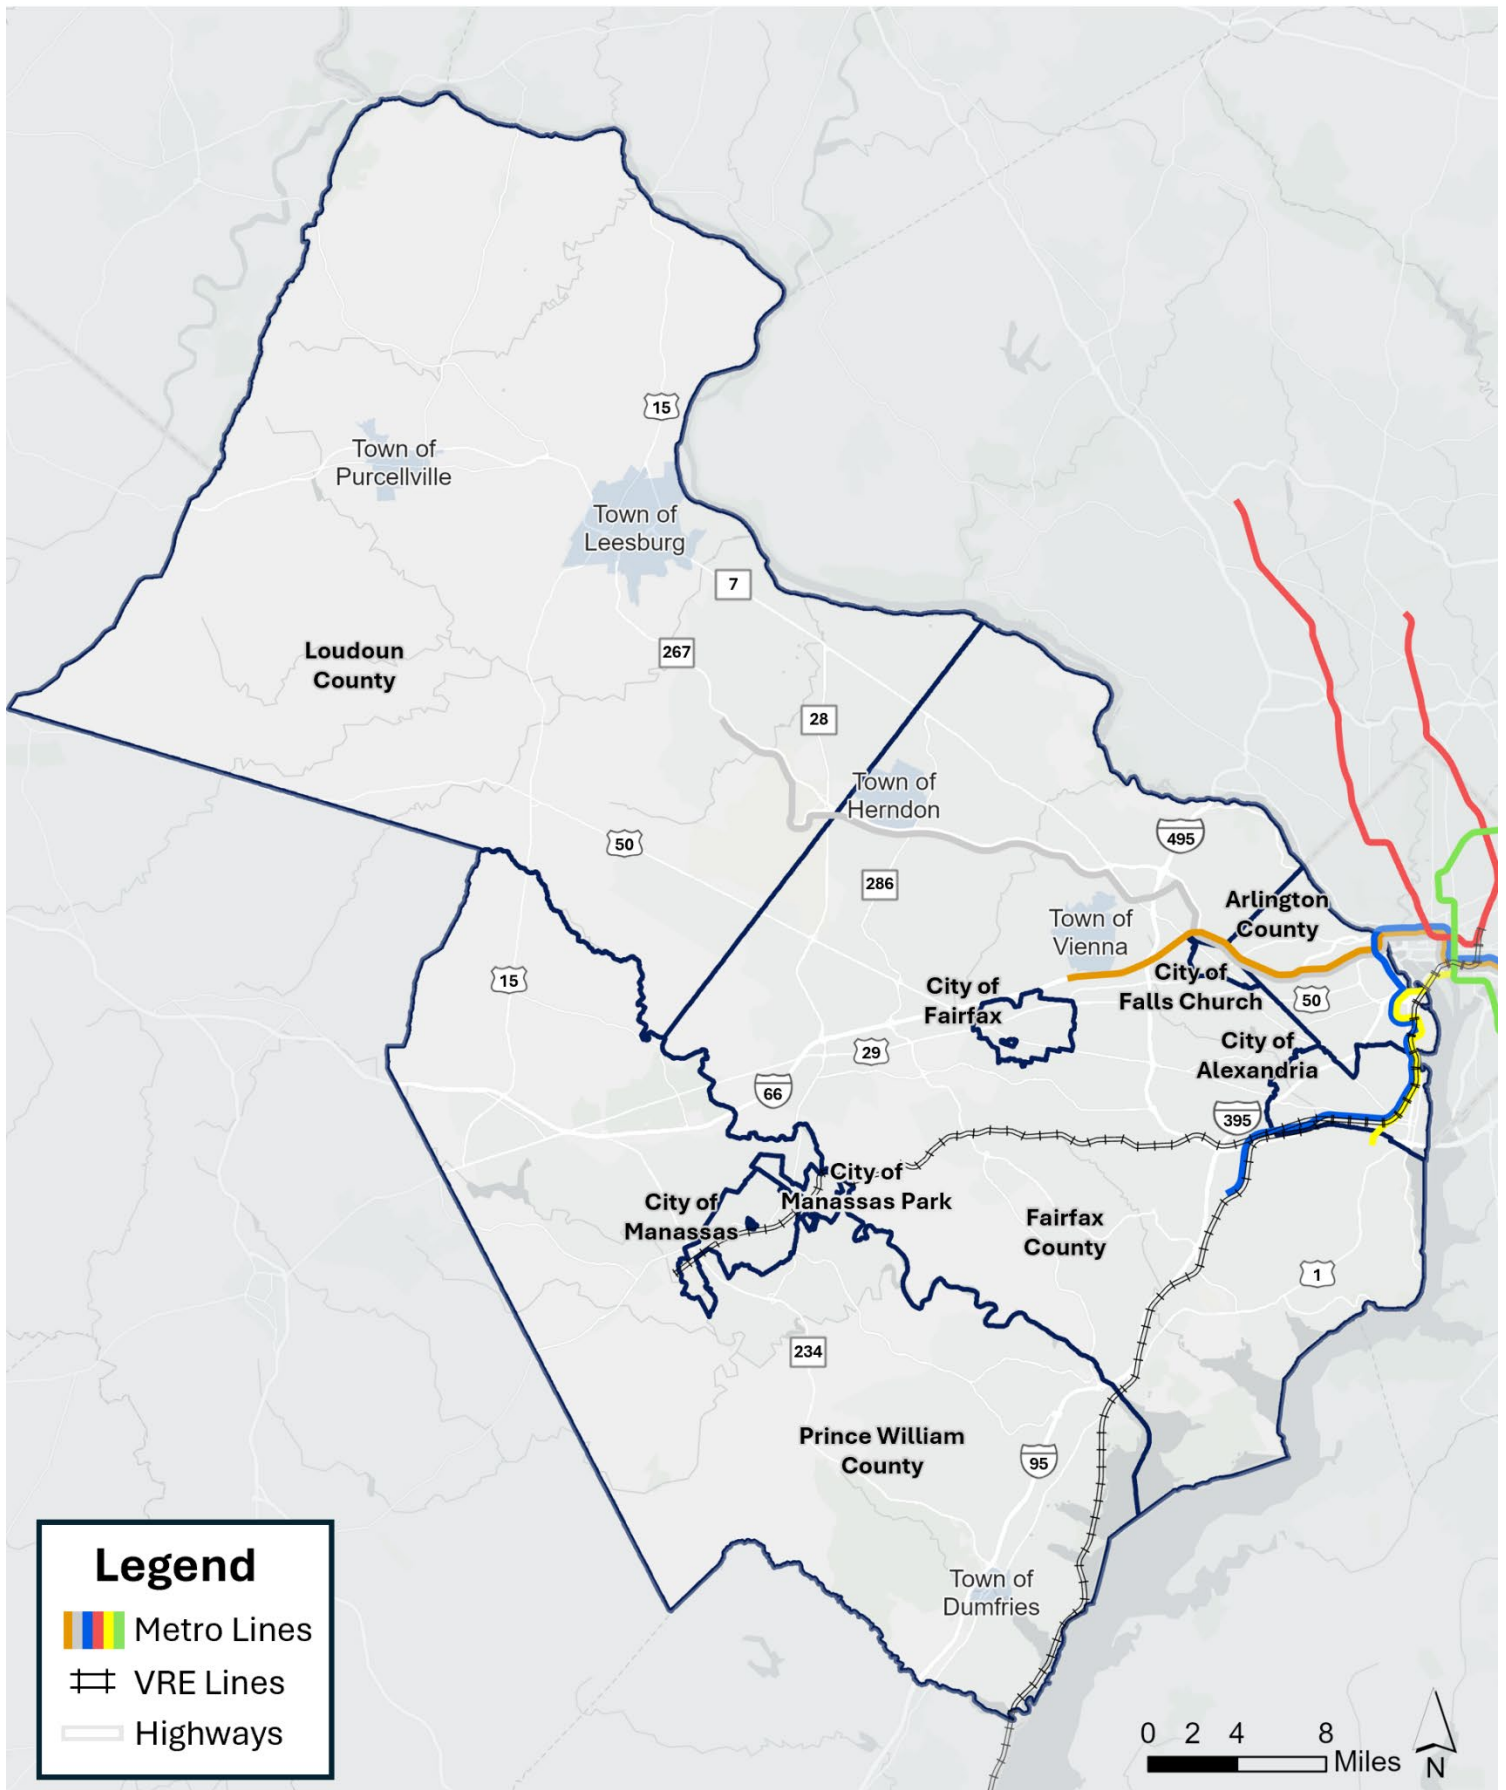 15
Town of
Purcellville
Town of
Leesburg
7
Loudoun
County
267
28
Town of
Herndon
50
495
286
Arlington
County
Town of
Vienna
15
City of
Falls Church
City of
Fairfax
50
29
City of
Alexandria
66
395
City of
Manassas Park
City of
Manassas
Fairfax
County
1
234
Prince William
County
95
Town of
Dumfries
Legend
Metro Lines
VRE Lines
Highways
0 2 4 8
Miles
N